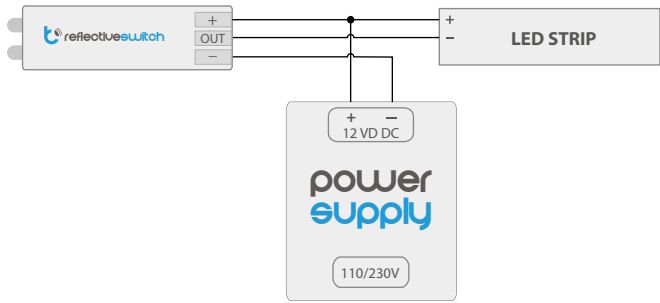 reflectiveswitch
+
OUT
−
+
−
LED STRIP
+ −
12 VD DC
power
supply
110/230V